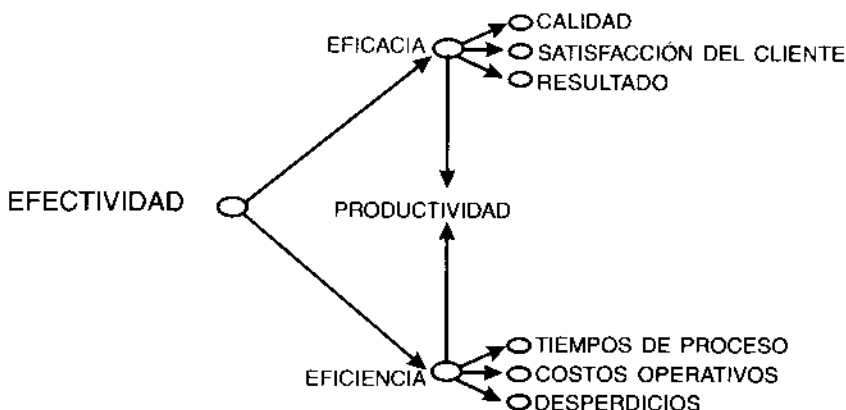 CALIDAD
EFICACIA
SATISFACCIÓN DEL CLIENTE
RESULTADO
EFECTIVIDAD
PRODUCTIVIDAD
TIEMPOS DE PROCESO
EFICIENCIA
COSTOS OPERATIVOS
DESPERDICIOS